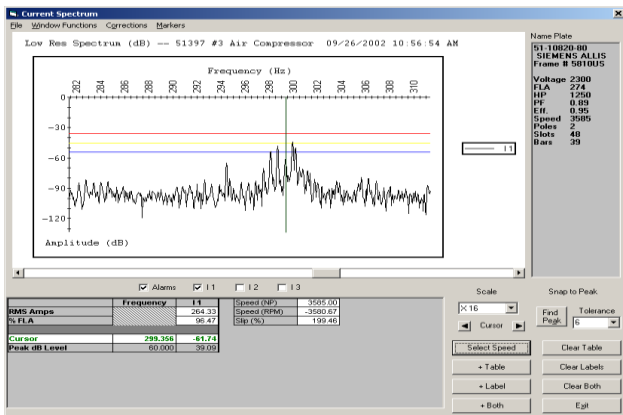 Current Spectrum
File Window Functions Corrections Markers
Low Res Spectrum (dB) -- 51397 #3 Air Compressor 09/26/2002 10:56:54 AM
Frequency (Hz)
282 284 286 288 290 292 294 296 298 300 302 304 306 308 310
0
-30
-60
-90
-120
Amplitude (dB)
I1
Name Plate
51-10820-80
SIEMENS ALLIS
Frame # 5810US
Voltage 2300
FLA 274
HP 1250
PF 0.89
Eff. 0.95
Speed 3585
Poles 2
Slots 48
Bars 39
Alarms I 1 I 2 I 3
Frequency I 1
RMS Amps 264.33
% FLA 96.47
Cursor 299.356 -61.74
Peak dB Level 60.000 39.09
Speed (NP) 3585.00
Speed (RPM) -3580.67
Slip (%) 199.46
Scale
X 16
Cursor
Snap to Peak
Find Peak
Tolerance
6
Select Speed
Clear Table
+ Table
Clear Labels
+ Label
Clear Both
+ Both
Exit